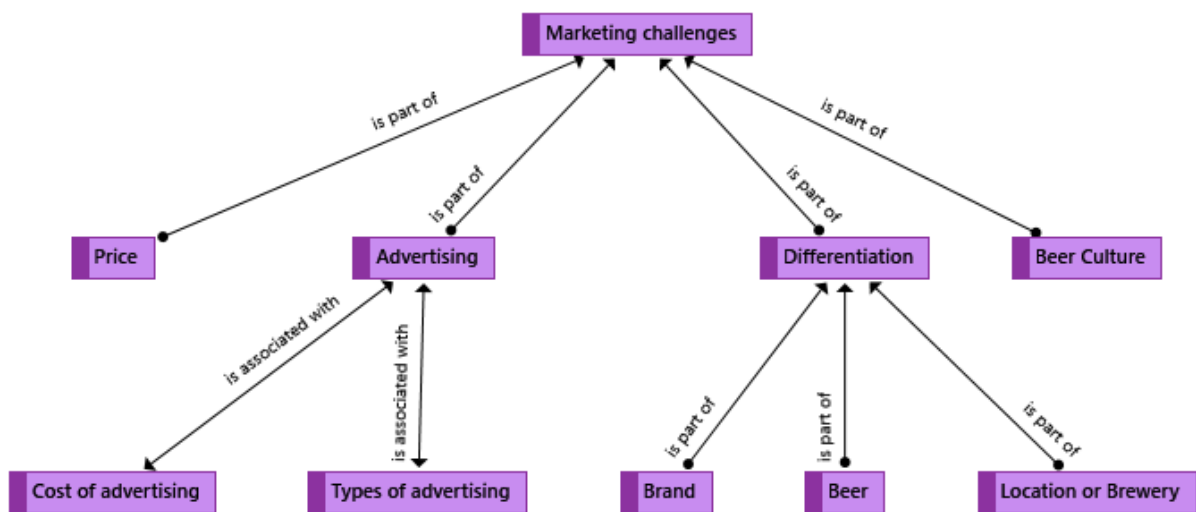 Marketing challenges
is part of
is part of
is part of
is part of
Price
Advertising
Differentiation
Beer Culture
is associated with
is associated with
is part of
is part of
is part of
Cost of advertising
Types of advertising
Brand
Beer
Location or Brewery